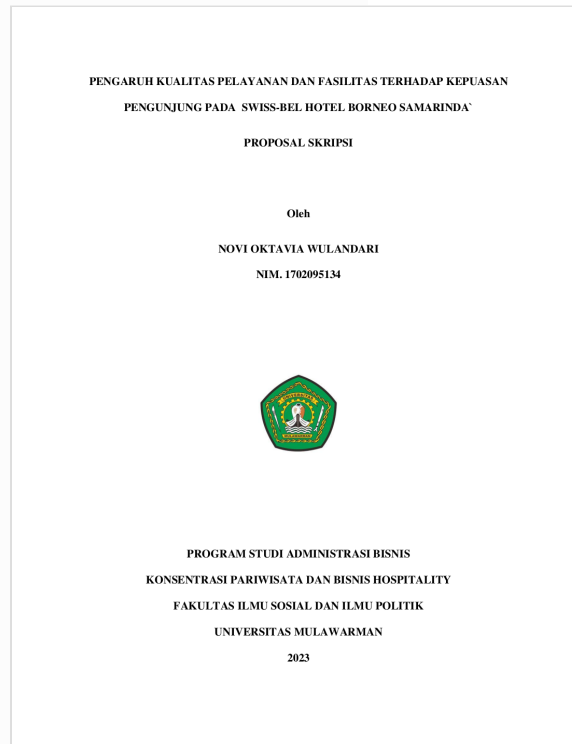 PENGARUH KUALITAS PELAYANAN DAN FASILITAS TERHADAP KEPUASAN
PENGUNJUNG PADA SWISS-BEL HOTEL BORNEO SAMARINDA`
PROPOSAL SKRIPSI
Oleh
NOVI OKTAVIA WULANDARI
NIM. 1702095134
UNIVERSITAS
MULAWARMAN
PROGRAM STUDI ADMINISTRASI BISNIS
KONSENTRASI PARIWISATA DAN BISNIS HOSPITALITY
FAKULTAS ILMU SOSIAL DAN ILMU POLITIK
UNIVERSITAS MULAWARMAN
2023